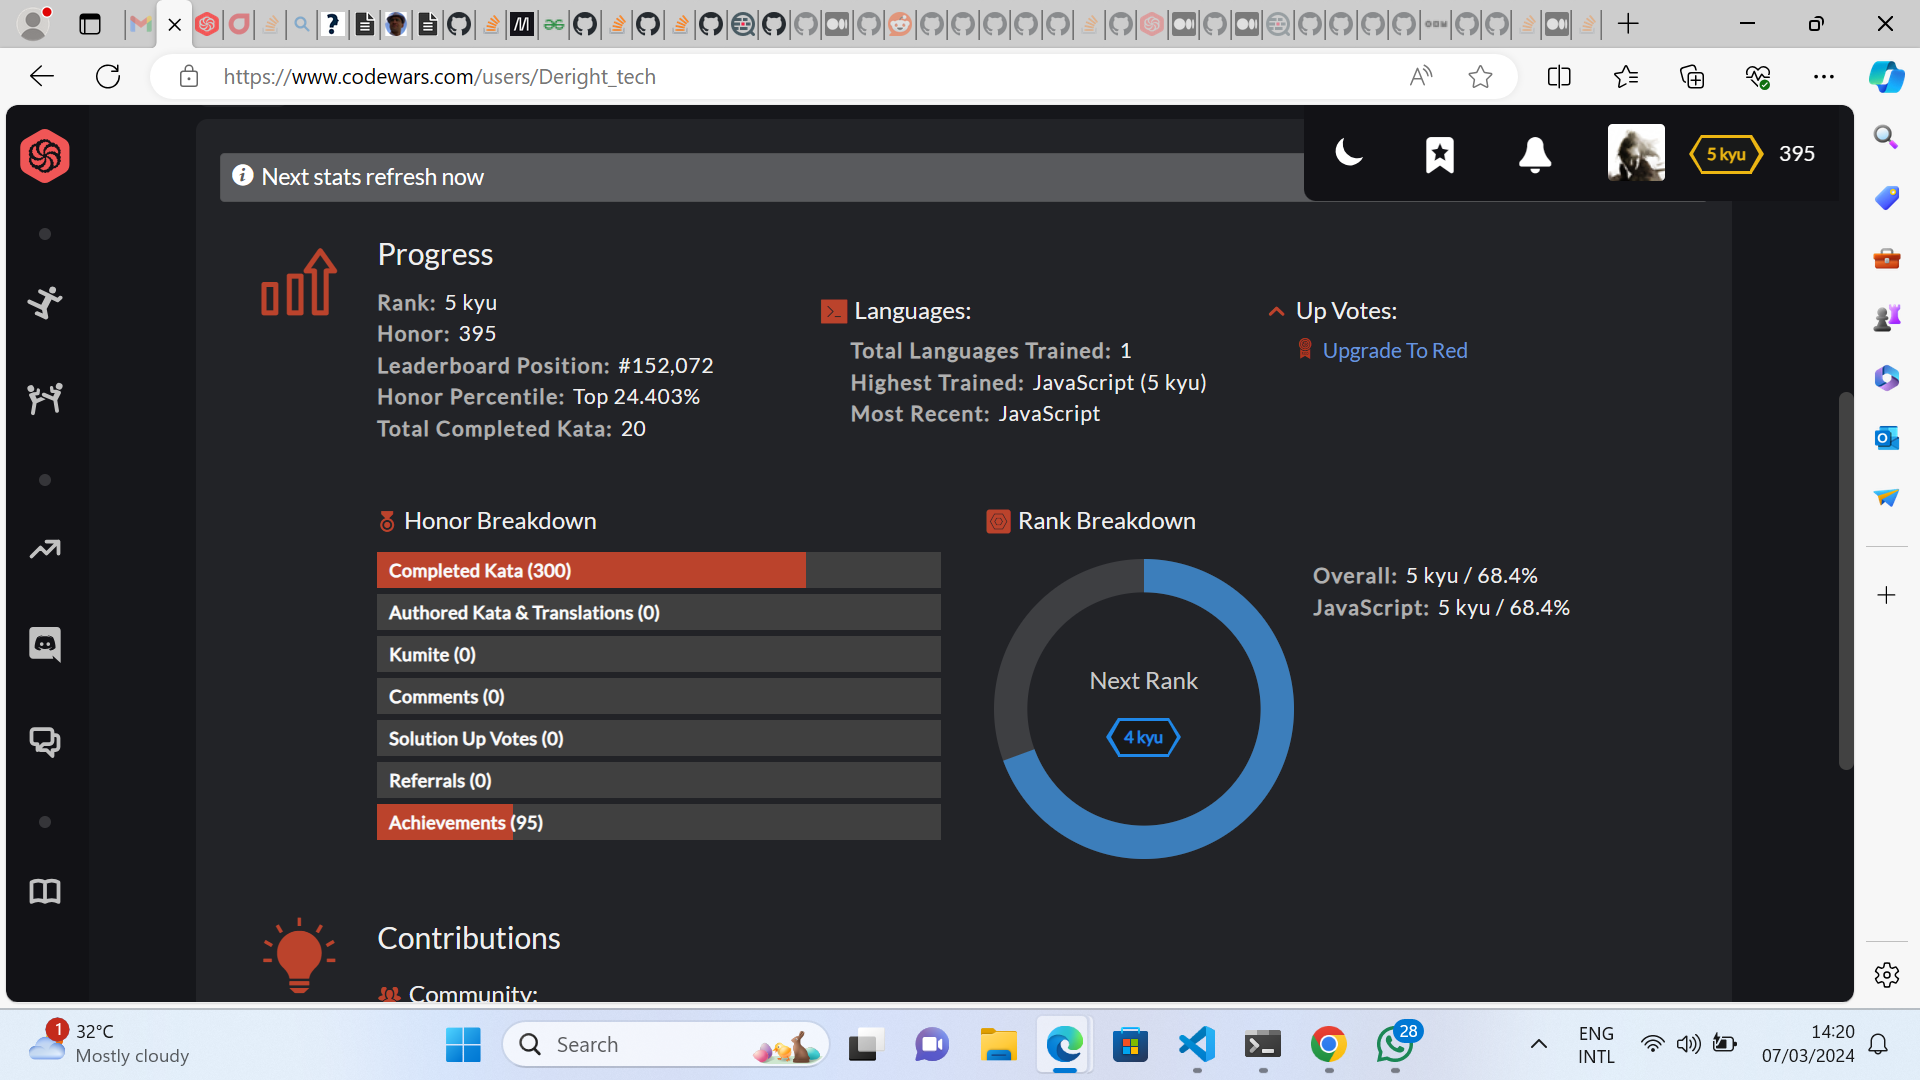 https://www.codewars.com/users/Deright_tech
Next stats refresh now
5 kyu
395
Progress
Rank: 5 kyu
Honor: 395
Leaderboard Position: #152,072
Honor Percentile: Top 24.403%
Total Completed Kata: 20
Languages:
Total Languages Trained: 1
Highest Trained: JavaScript (5 kyu)
Most Recent: JavaScript
Up Votes:
Upgrade To Red
Honor Breakdown
Completed Kata (300)
Authored Kata & Translations (0)
Kumite (0)
Comments (0)
Solution Up Votes (0)
Referrals (0)
Achievements (95)
Rank Breakdown
Next Rank
4 kyu
Overall: 5 kyu / 68.4%
JavaScript: 5 kyu / 68.4%
Contributions
Community:
1
32°C
Mostly cloudy
Search
28
ENG
INTL
14:20
07/03/2024